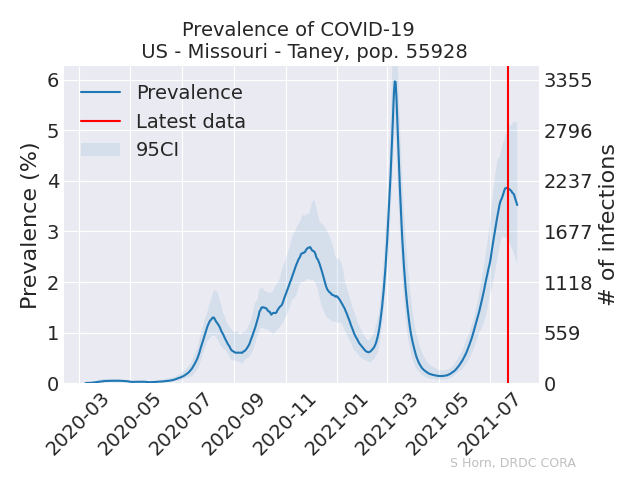 Prevalence of COVID-19
US - Missouri - Taney, pop. 55928
Prevalence
Latest data
95CI
Prevalence (%)
6
5
4
3
2
1
0
3355
2796
2237
1677
1118
559
0
# of infections
2020-03
2020-05
2020-07
2020-09
2020-11
2021-01
2021-03
2021-05
2021-07
S Horn, DRDC CORA